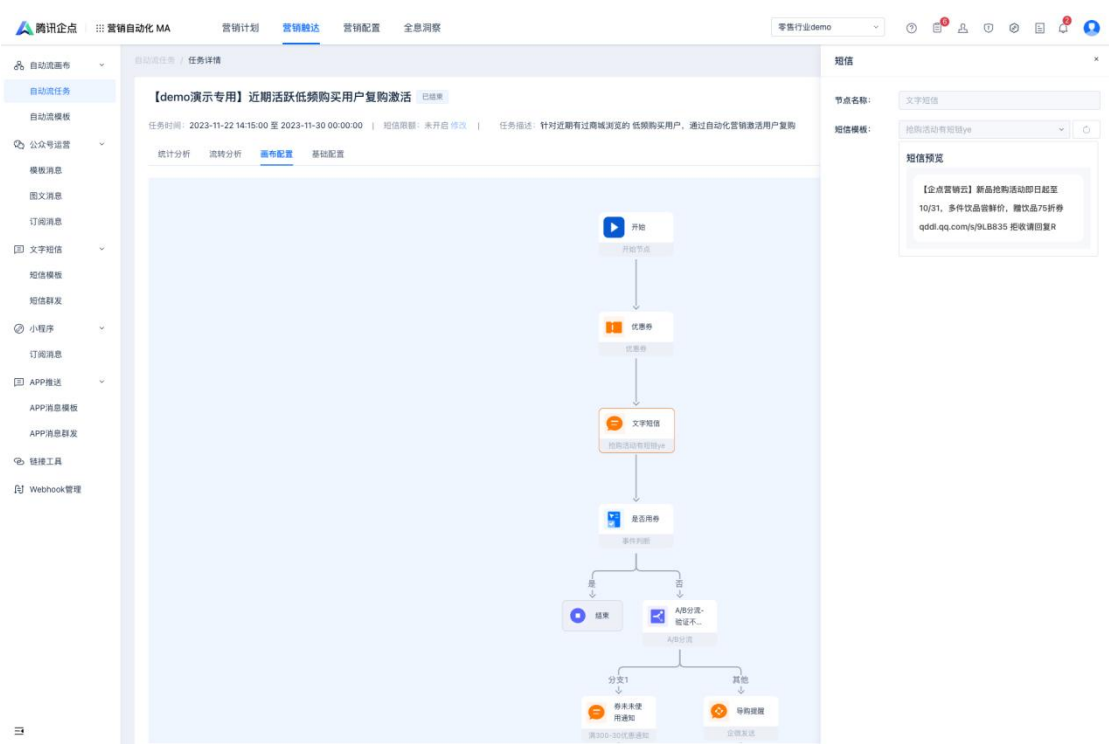 腾讯企点 营销自动化 MA 营销计划 营销触达 营销配置 全息洞察 零售行业demo 6 2
自动流画布
自动流任务
自动流模板
公众号运营
模板消息
图文消息
订阅消息
文字短信
短信模板
短信群发
小程序
订阅消息
APP推送
APP消息模板
APP消息群发
链接工具
Webhook管理
自动流任务 / 任务详情
【demo演示专用】近期活跃低频购买用户复购激活 已结束
任务时间：2023-11-22 14:15:00 至 2023-11-30 00:00:00 | 短信限额：未开启 修改 | 任务描述：针对近期有过商城浏览的 低频购买用户，通过自动化营销激活用户复购
统计分析 流转分析 画布配置 基础配置
开始
开始节点
优惠券
优惠券
文字短信
抢购活动有短链ye
是否用券
事件判断
是 否
结束
A/B分流-
验证不...
A/B分流
分支1 其他
券未未使
用通知
满300-30优惠通知
导购提醒
企微发送
短信 ×
节点名称： 文字短信
短信模板： 抢购活动有短链ye
短信预览
【企点营销云】新品抢购活动即日起至
10/31，多件饮品尝鲜价，赠饮品75折券
qddl.qq.com/s/9LB835 拒收请回复R